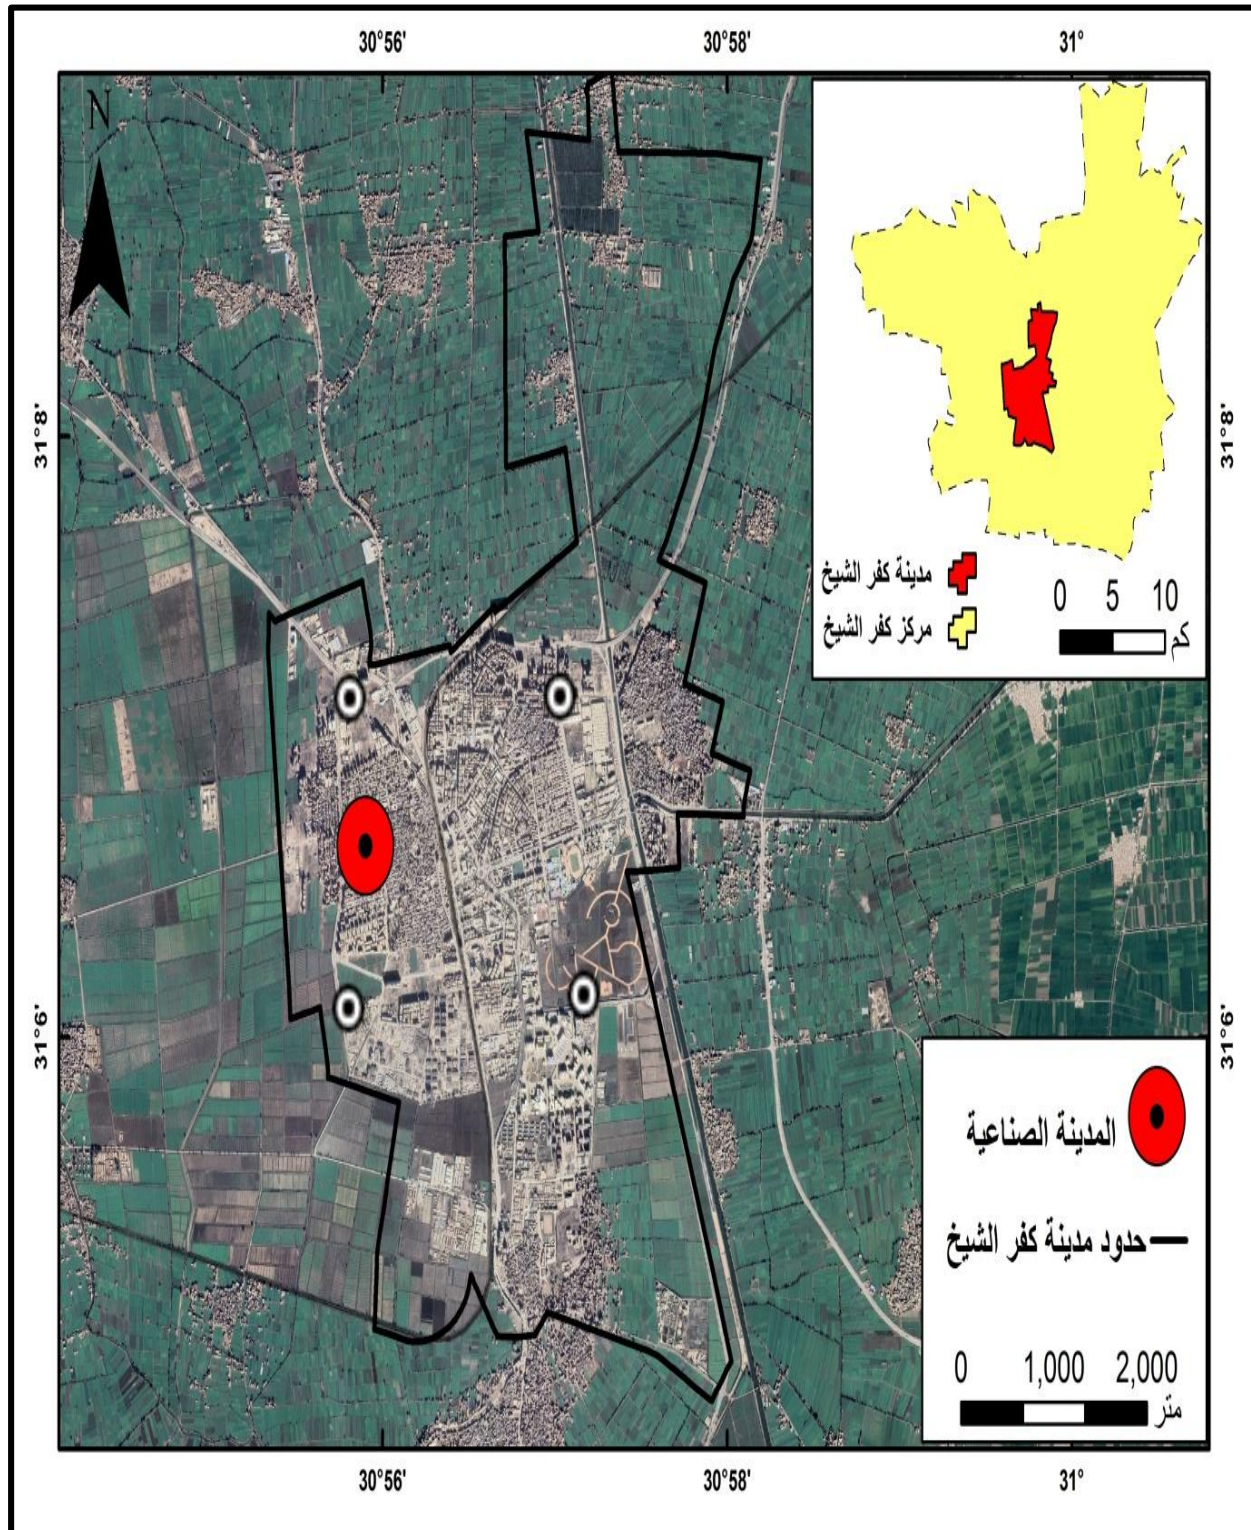 30°56' 30°58' 31°
N
31°8' 31°8'
مدينة كفر الشيخ
مركز كفر الشيخ
0 5 10
كم
31°6' 31°6'
المدينة الصناعية
حدود مدينة كفر الشيخ
0 1,000 2,000
متر
30°56' 30°58' 31°